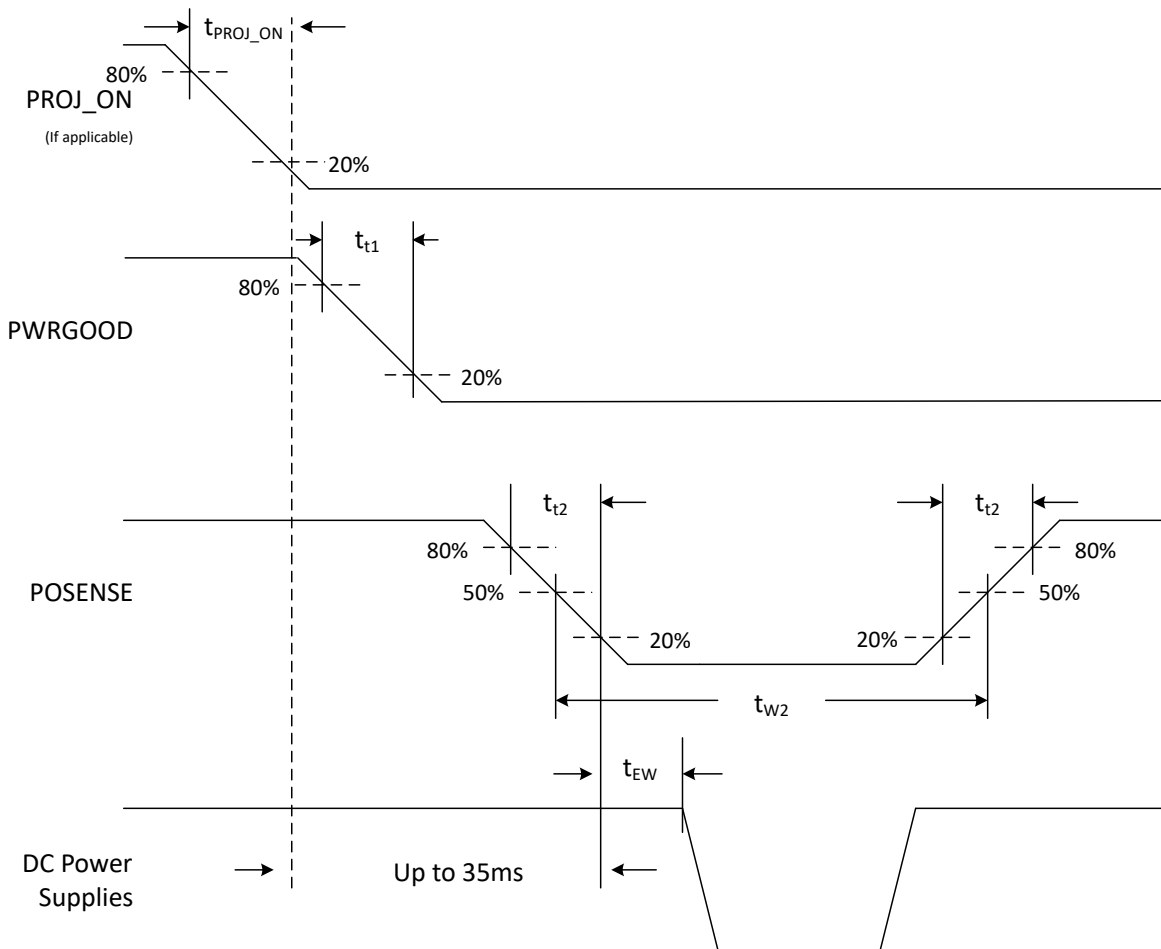 tPROJ_ON
80%
PROJ_ON
(If applicable)
20%
tt1
80%
PWRGOOD
20%
tt2
tt2
80%
80%
POSENSE
50%
50%
20%
20%
tW2
tEW
DC Power
Supplies
Up to 35ms